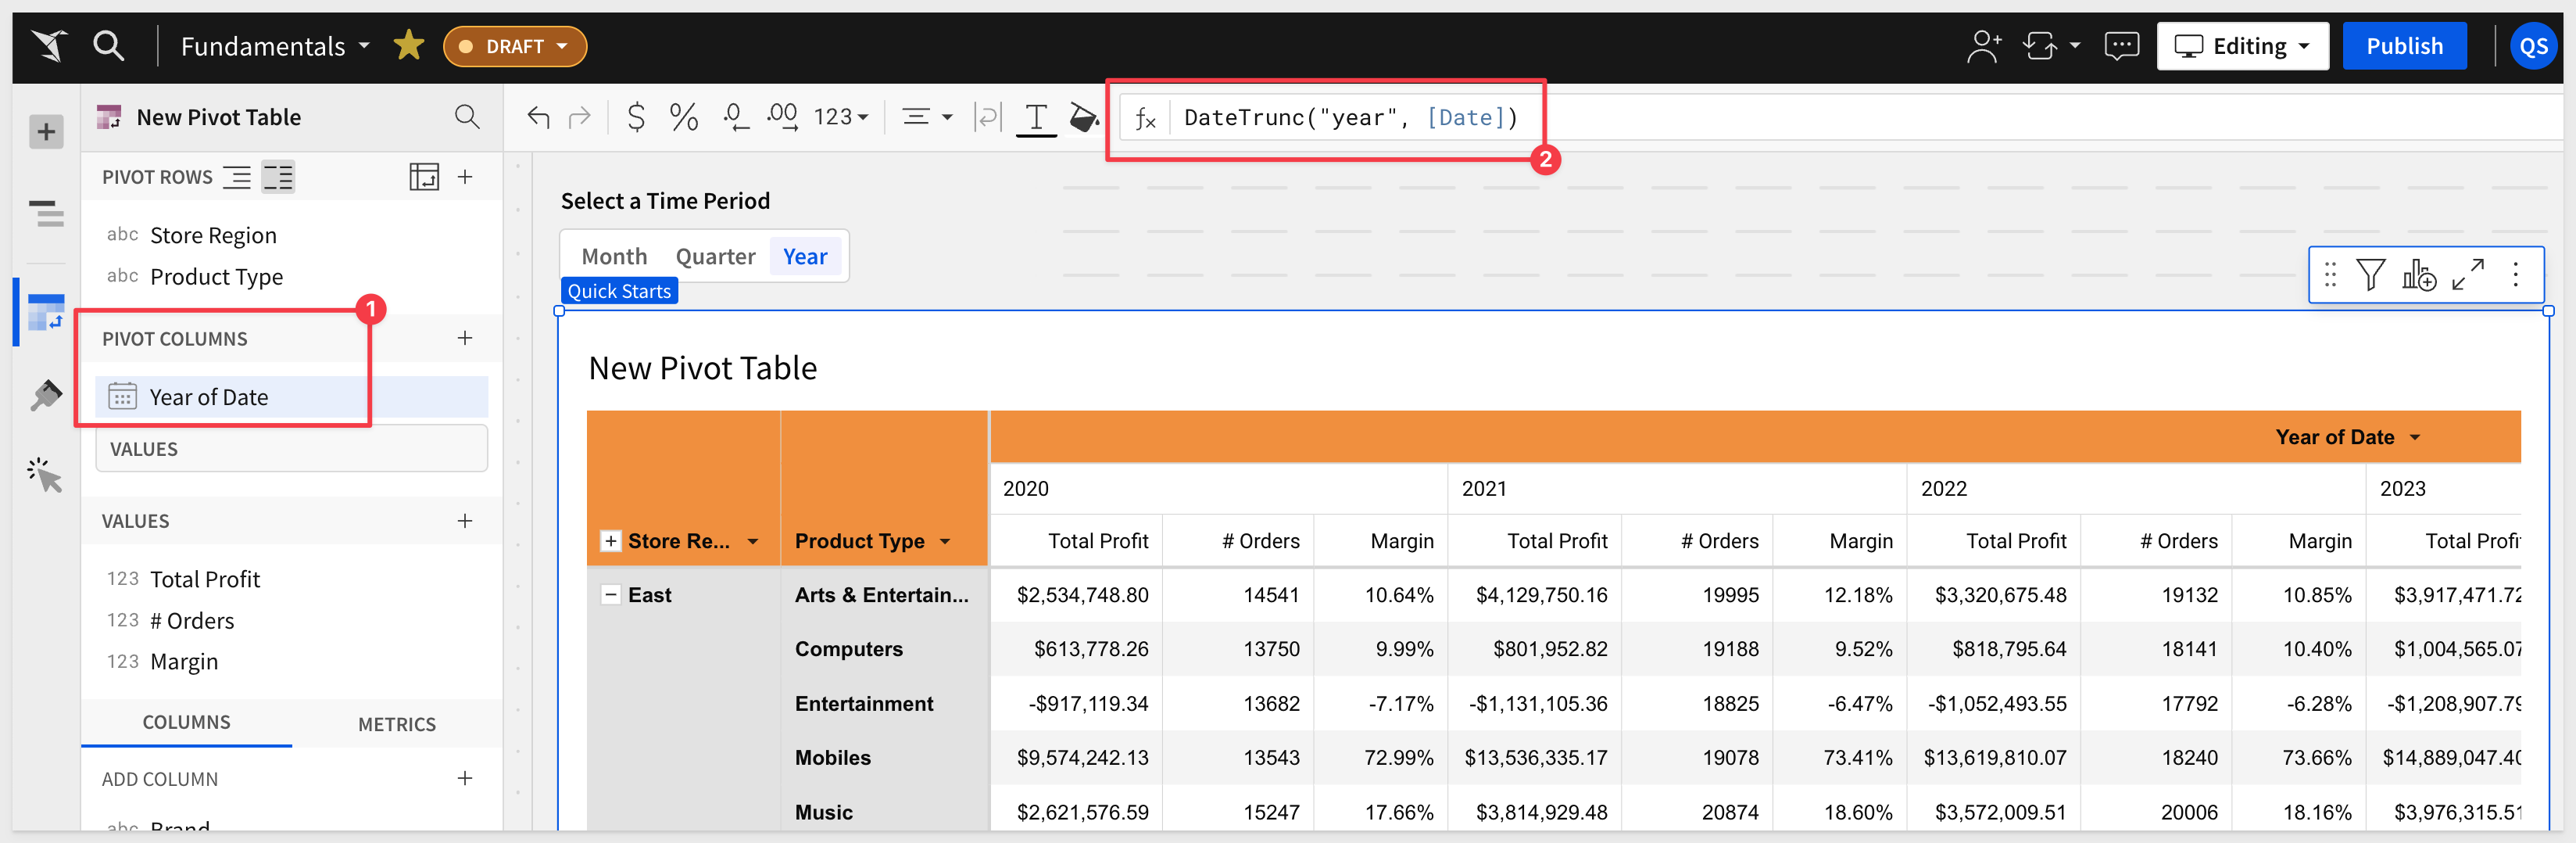 Fundamentals
DRAFT
Editing
Publish
QS
New Pivot Table
$ % .0 .00 123
fx DateTrunc("year", [Date])
2
PIVOT ROWS
abc Store Region
abc Product Type
1
PIVOT COLUMNS
Year of Date
VALUES
VALUES
123 Total Profit
123 # Orders
123 Margin
COLUMNS METRICS
ADD COLUMN
abc Brand
Select a Time Period
Month Quarter Year
Quick Starts
New Pivot Table
Year of Date
2020 2021 2022 2023
Store Re... Product Type Total Profit # Orders Margin Total Profit # Orders Margin Total Profit # Orders Margin Total Profi
East Arts & Entertain... $2,534,748.80 14541 10.64% $4,129,750.16 19995 12.18% $3,320,675.48 19132 10.85% $3,917,471.72
Computers $613,778.26 13750 9.99% $801,952.82 19188 9.52% $818,795.64 18141 10.40% $1,004,565.07
Entertainment -$917,119.34 13682 -7.17% -$1,131,105.36 18825 -6.47% -$1,052,493.55 17792 -6.28% -$1,208,907.79
Mobiles $9,574,242.13 13543 72.99% $13,536,335.17 19078 73.41% $13,619,810.07 18240 73.66% $14,889,047.40
Music $2,621,576.59 15247 17.66% $3,814,929.48 20874 18.60% $3,572,009.51 20006 18.16% $3,976,315.51